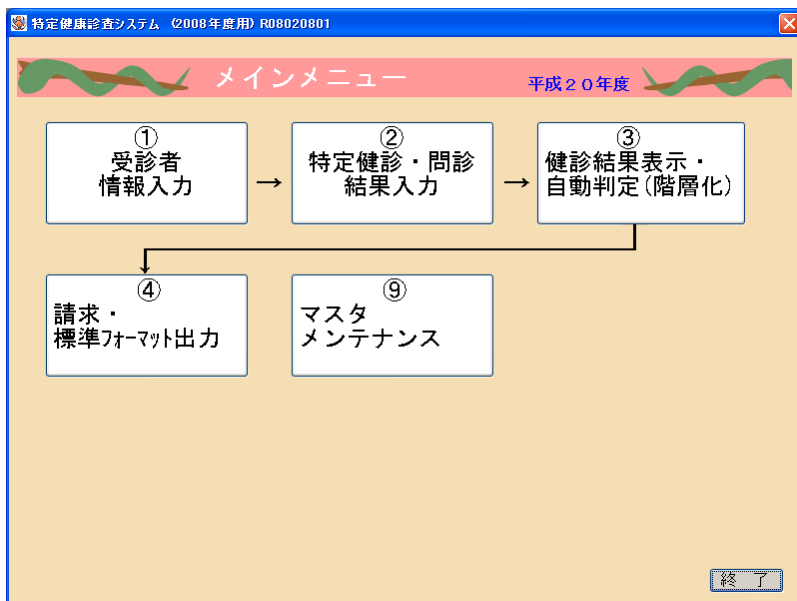 特定健康診査システム (2008年度用) R08020801
メインメニュー
平成20年度
①
受診者
情報入力
→
②
特定健診・問診
結果入力
→
③
健診結果表示・
自動判定(階層化)
④
請求・
標準フォーマット出力
⑨
マスタ
メンテナンス
終 了